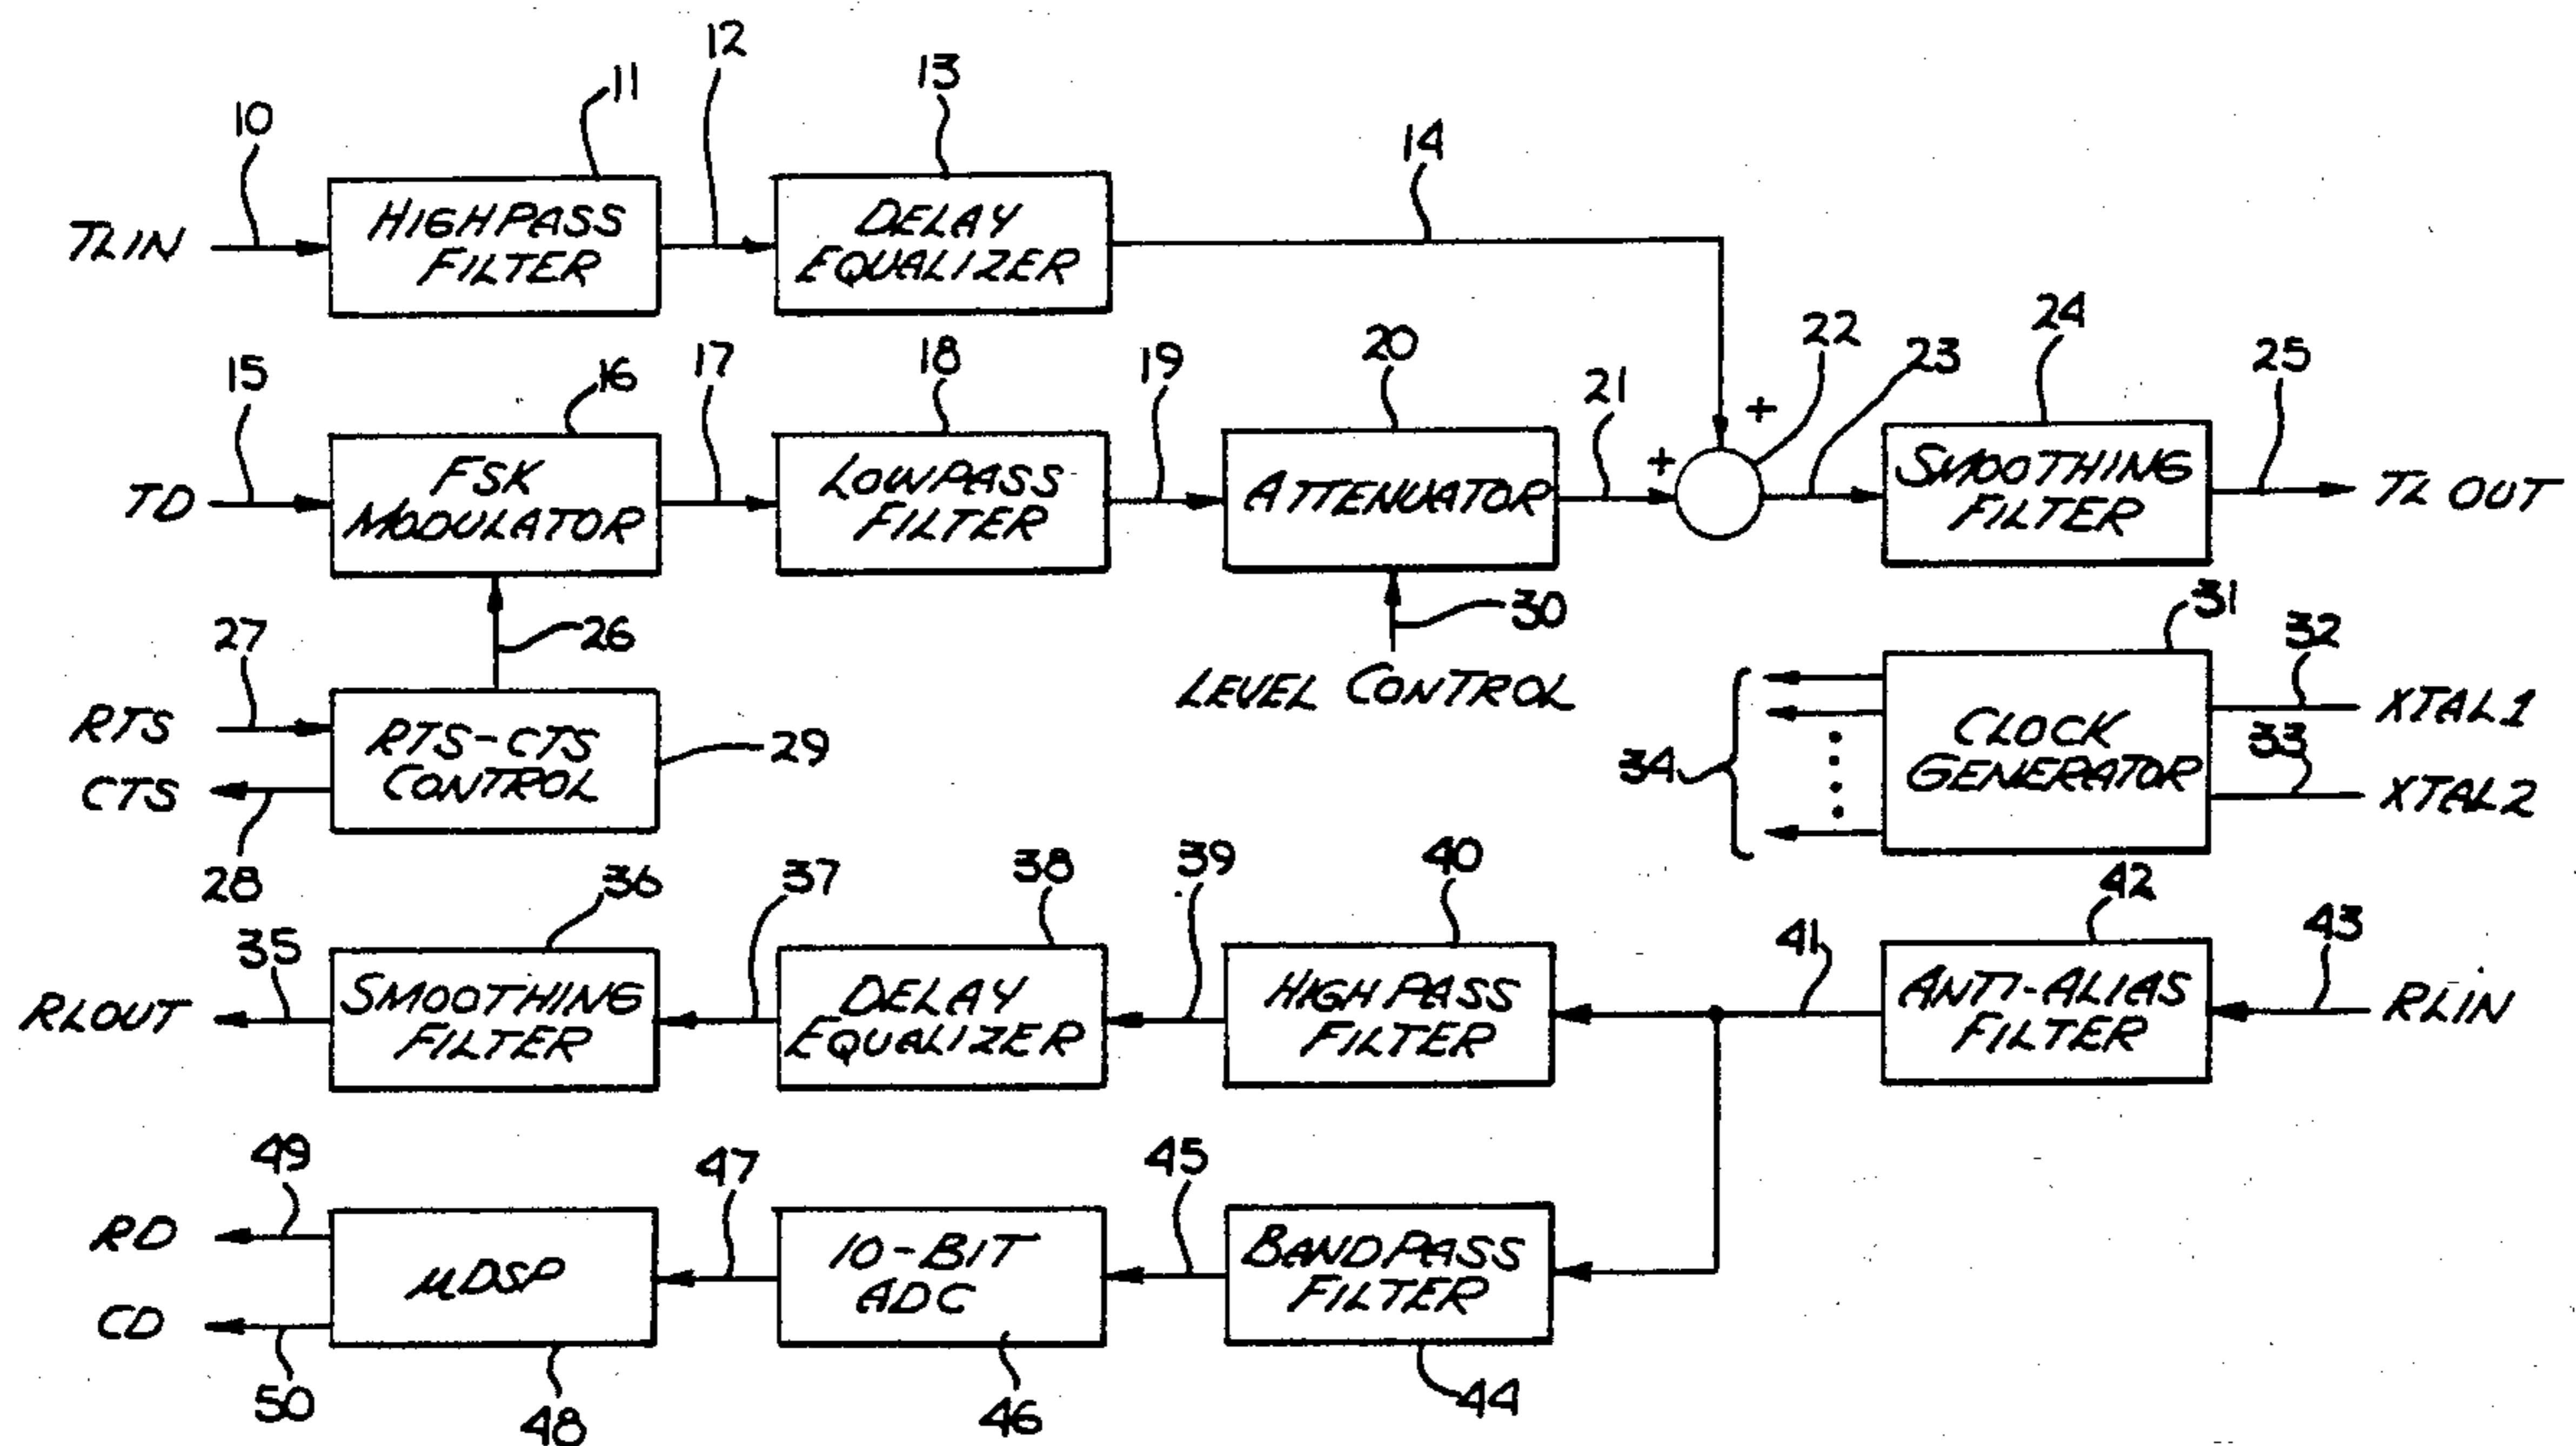 12
13
11
10
14
TLIN
HIGHPASS
FILTER
DELAY
EQUALIZER
24
22
23
25
20
18
19
17
16
15
21
+
+
TD
FSK
MODULATOR
LOWPASS
FILTER
ATTENUATOR
SMOOTHING
FILTER
TL OUT
27
26
30
31
32
RTS
CTS
RTS-CTS
CONTROL
29
28
LEVEL CONTROL
34
CLOCK
GENERATOR
XTAL1
33
XTAL2
36
37
38
39
40
41
42
43
35
RLOUT
SMOOTHING
FILTER
DELAY
EQUALIZER
HIGH PASS
FILTER
ANTI-ALIAS
FILTER
RLIN
49
47
45
RD
CD
μDSP
10-BIT
ADC
BANDPASS
FILTER
50
48
46
44